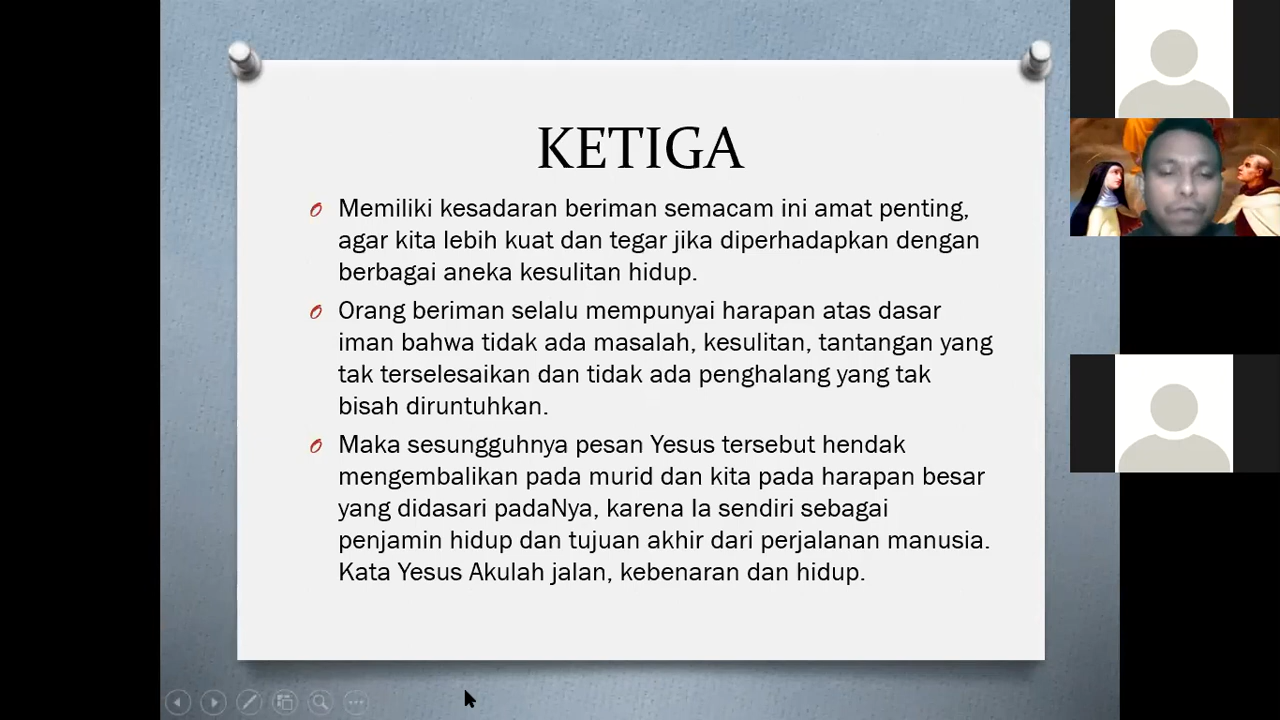 KETIGA
Memiliki kesadaran beriman semacam ini amat penting,
agar kita lebih kuat dan tegar jika diperhadapkan dengan
berbagai aneka kesulitan hidup.
Orang beriman selalu mempunyai harapan atas dasar
iman bahwa tidak ada masalah, kesulitan, tantangan yang
tak terselesaikan dan tidak ada penghalang yang tak
bisah diruntuhkan.
Maka sesungguhnya pesan Yesus tersebut hendak
mengembalikan pada murid dan kita pada harapan besar
yang didasari padaNya, karena Ia sendiri sebagai
penjamin hidup dan tujuan akhir dari perjalanan manusia.
Kata Yesus Akulah jalan, kebenaran dan hidup.